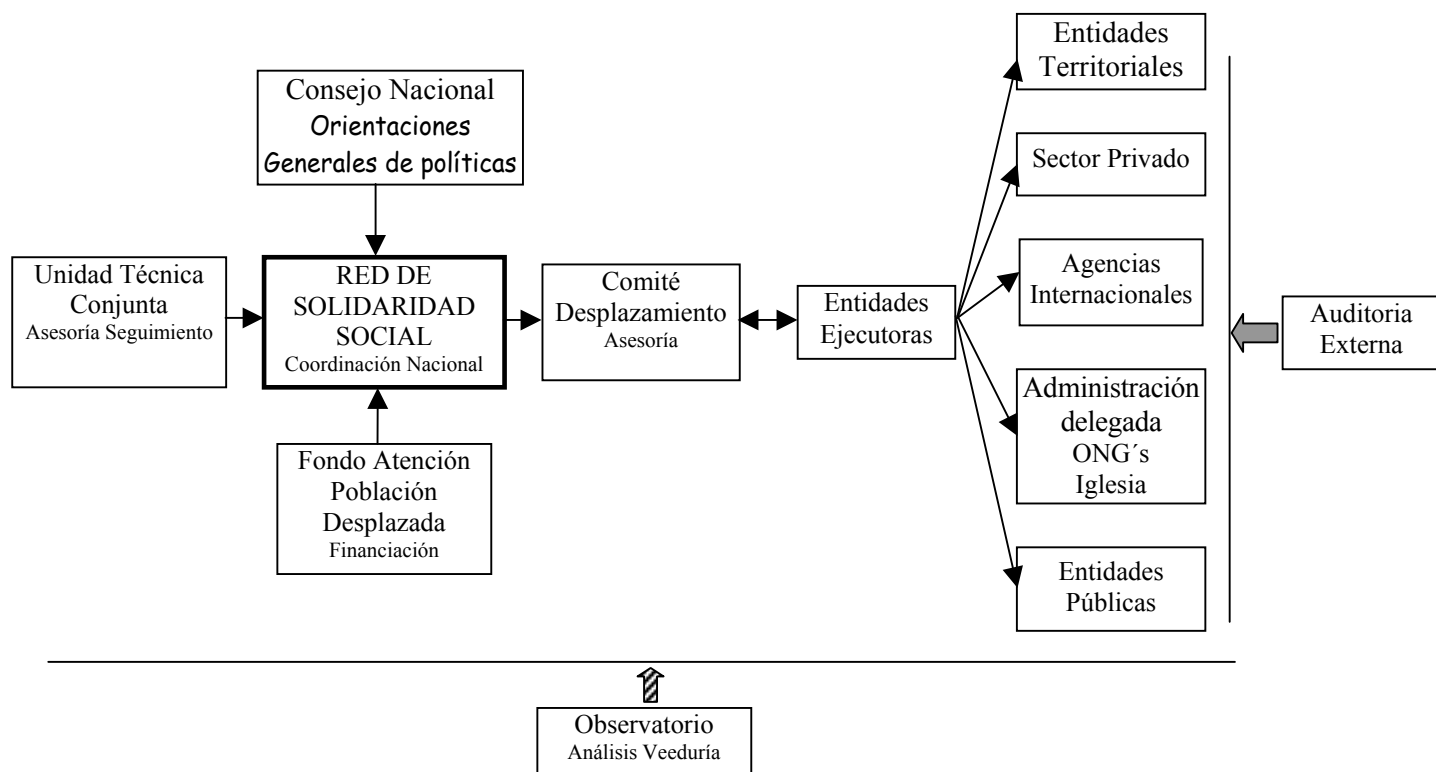 Consejo Nacional
Orientaciones
Generales de políticas
Unidad Técnica
Conjunta
Asesoría Seguimiento
RED DE
SOLIDARIDAD
SOCIAL
Coordinación Nacional
Fondo Atención
Población
Desplazada
Financiación
Comité
Desplazamiento
Asesoría
Entidades
Ejecutoras
Entidades
Territoriales
Sector Privado
Agencias
Internacionales
Administración
delegada
ONG´s
Iglesia
Entidades
Públicas
Auditoria
Externa
Observatorio
Análisis Veeduría